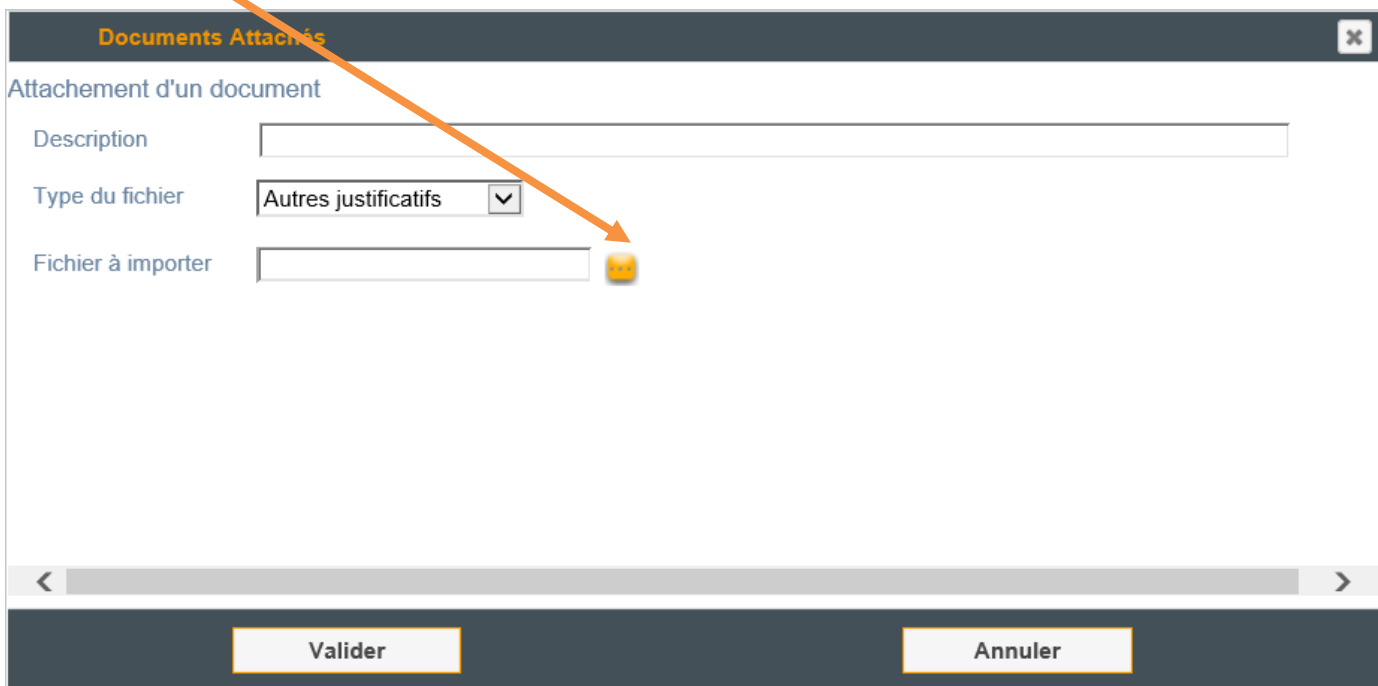 Documents Attachés
Attachement d'un document
Description
Type du fichier
Autres justificatifs
Fichier à importer
...
Valider
Annuler